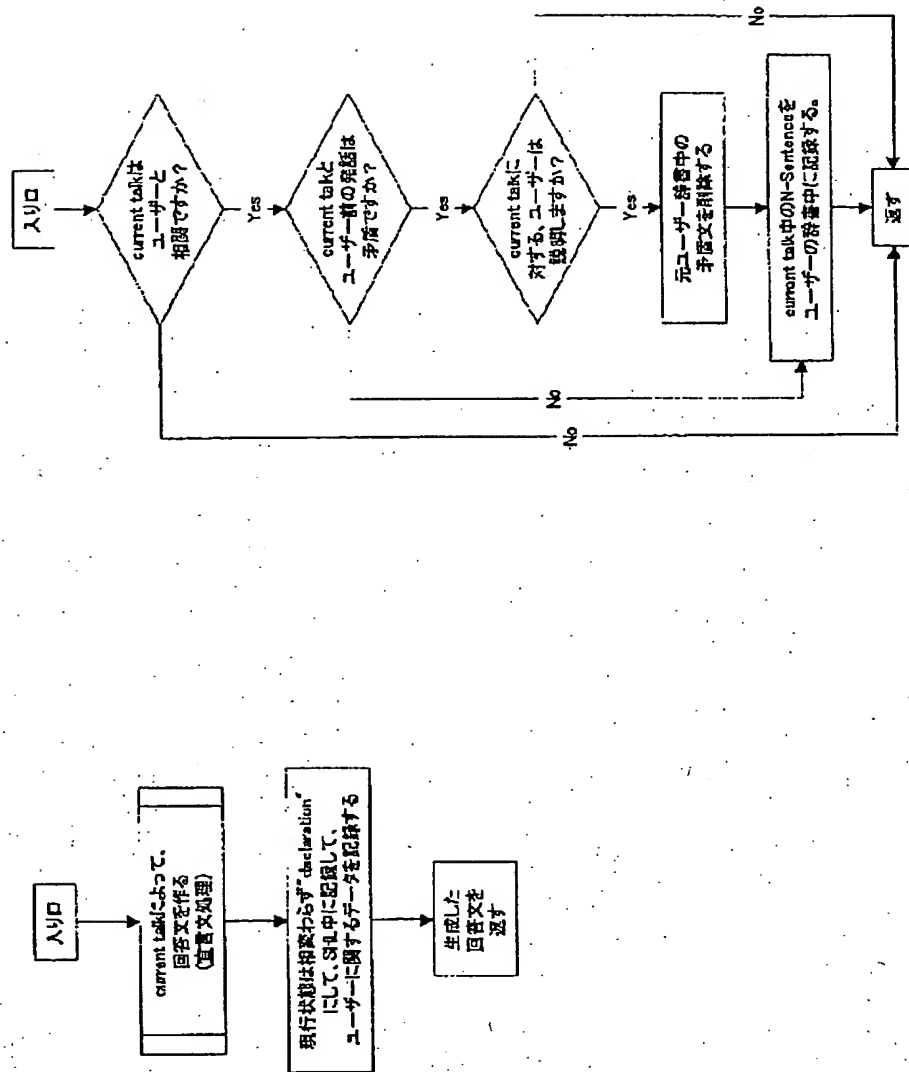 入り口
current talkは
ユーザーと
相関ですか?
Yes
current talkと
ユーザー前の発話は
矛盾ですか?
Yes
current talkに
対する、ユーザーは
説明しますか?
Yes
元ユーザー辞書中の
矛盾文を削除する
current talk中のN-Sentenceを
ユーザーの辞書中に記録する。
返す
No
No
No
入り口
current talkによって、
回答文を作る
(宣言文処理)
現行状態は相変わらず"declaration"
にして、SHL中に記録して、
ユーザーに関するデータを記録する
生成した
回答文を
返す